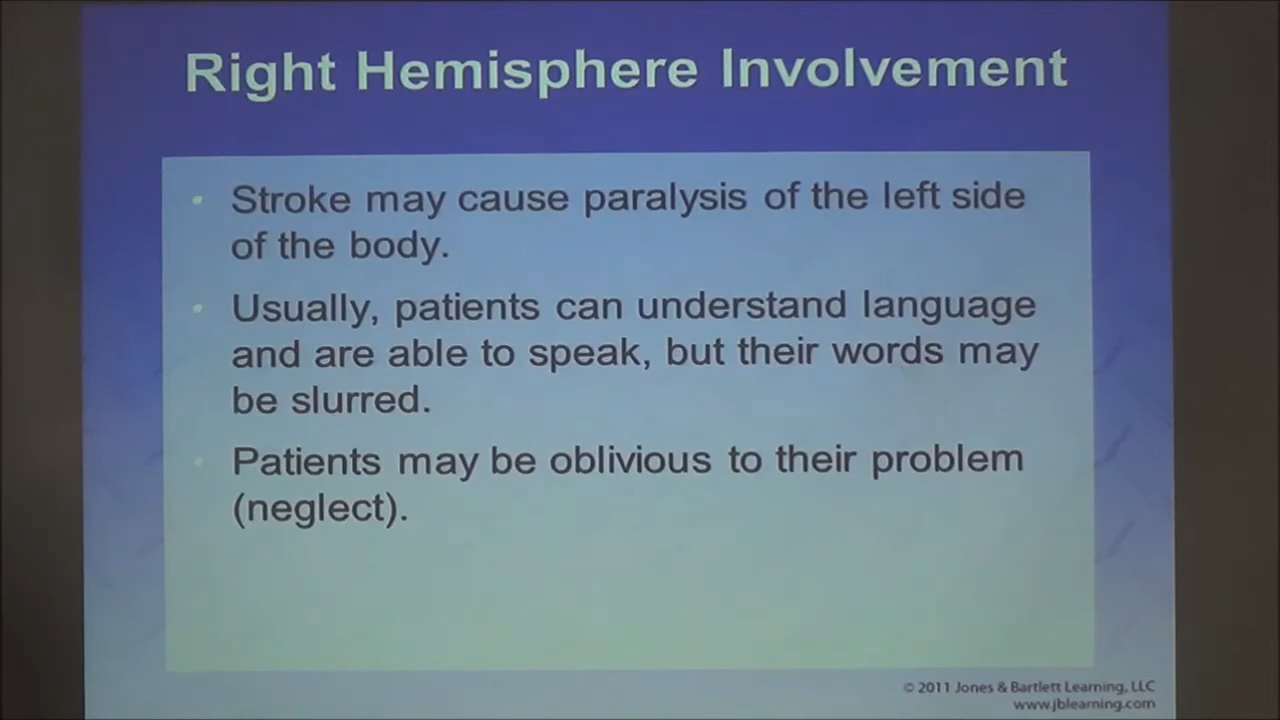 Right Hemisphere Involvement
• Stroke may cause paralysis of the left side
of the body.
• Usually, patients can understand language
and are able to speak, but their words may
be slurred.
• Patients may be oblivious to their problem
(neglect).
© 2011 Jones & Bartlett Learning, LLC
www.jblearning.com